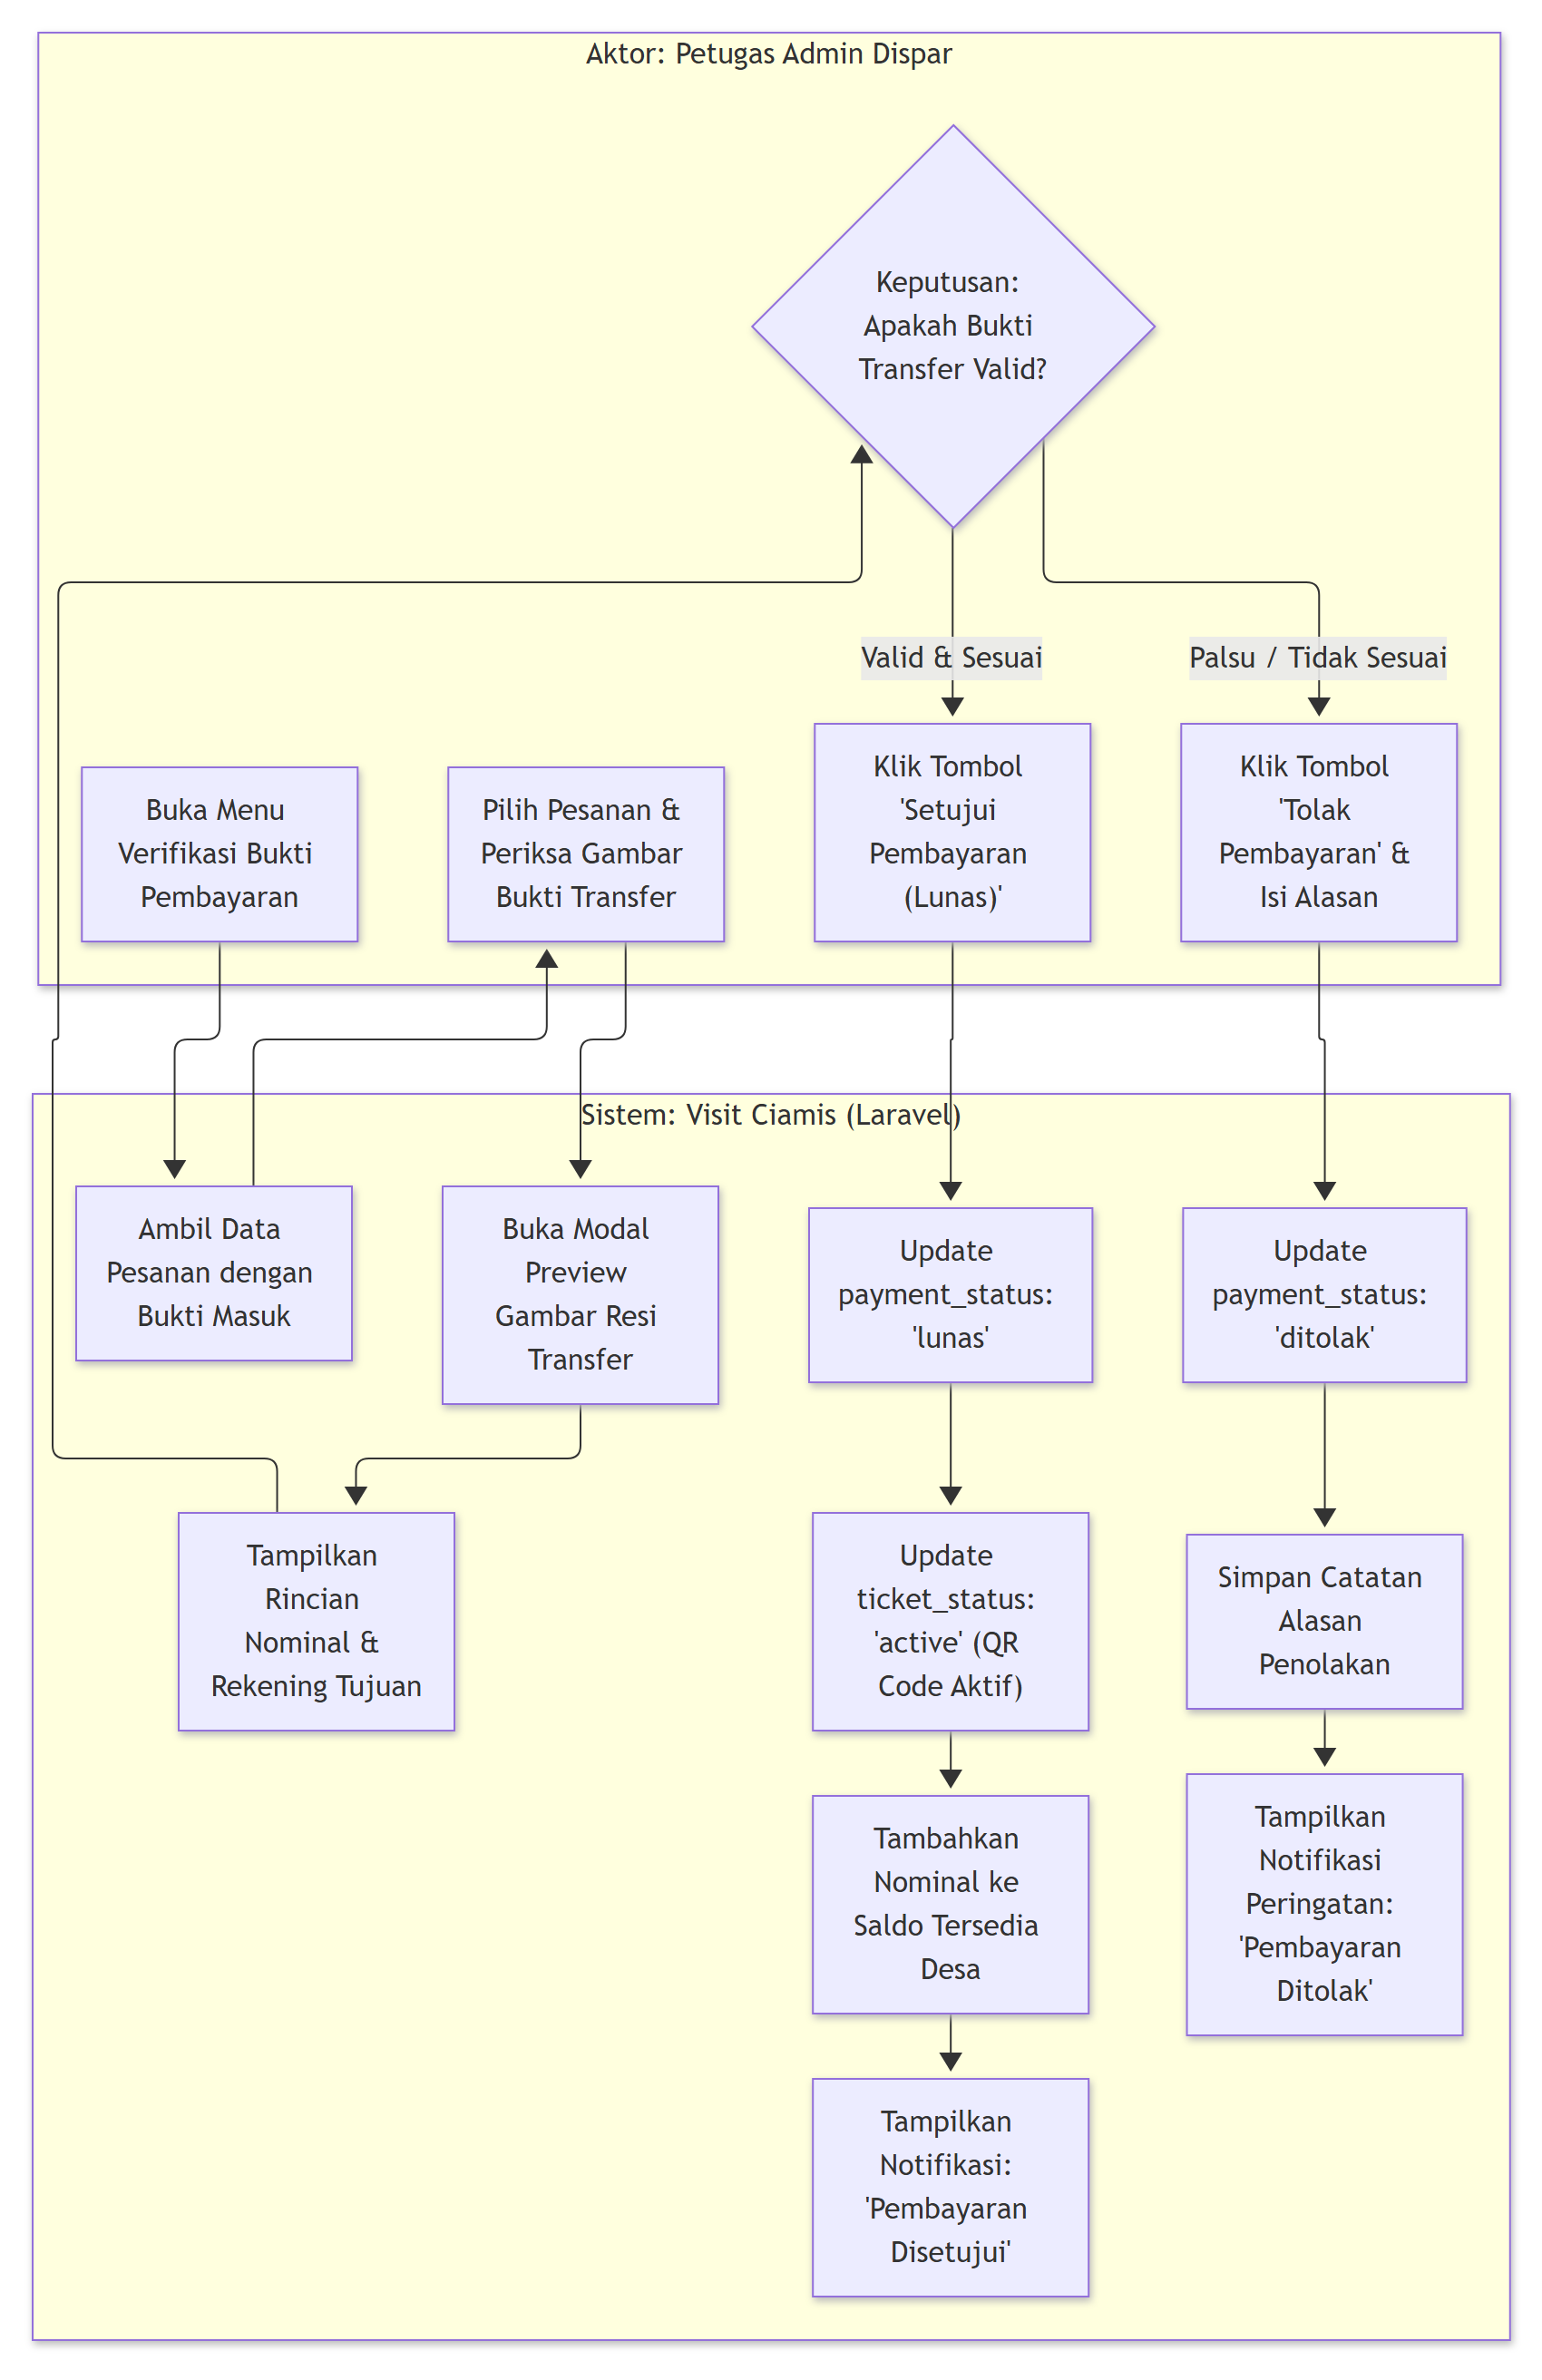 Aktor: Petugas Admin Dispar
Keputusan:
Apakah Bukti
Transfer Valid?
Valid & Sesuai
Palsu / Tidak Sesuai
Buka Menu
Verifikasi Bukti
Pembayaran
Pilih Pesanan &
Periksa Gambar
Bukti Transfer
Klik Tombol
'Setujui
Pembayaran
(Lunas)'
Klik Tombol
'Tolak
Pembayaran' &
Isi Alasan
Sistem: Visit Ciamis (Laravel)
Ambil Data
Pesanan dengan
Bukti Masuk
Buka Modal
Preview
Gambar Resi
Transfer
Update
payment_status:
'lunas'
Update
payment_status:
'ditolak'
Tampilkan
Rincian
Nominal &
Rekening Tujuan
Update
ticket_status:
'active' (QR
Code Aktif)
Simpan Catatan
Alasan
Penolakan
Tambahkan
Nominal ke
Saldo Tersedia
Desa
Tampilkan
Notifikasi
Peringatan:
'Pembayaran
Ditolak'
Tampilkan
Notifikasi:
'Pembayaran
Disetujui'